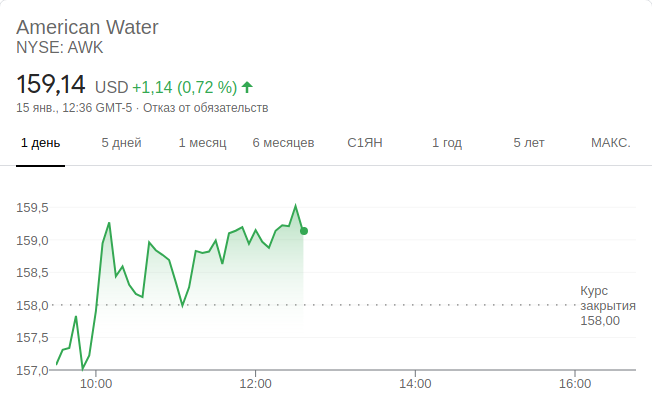 American Water
NYSE: AWK
159,14 USD +1,14 (0,72 %)
15 янв., 12:36 GMT-5 · Отказ от обязательств
1 день 5 дней 1 месяц 6 месяцев С1ЯН 1 год 5 лет МАКС.
159,5
159,0
158,5
158,0
157,5
157,0
Курс
закрытия
158,00
10:00 12:00 14:00 16:00